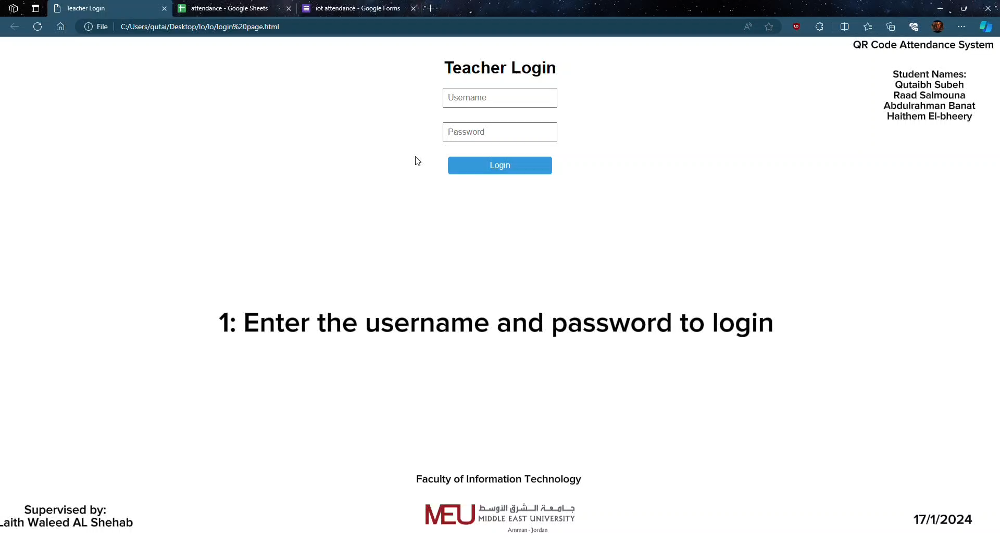 Teacher Login
attendance - Google Sheets
iot attendance - Google Forms
File
C:/Users/qutai/Desktop/lo/lo/login%20page.html
QR Code Attendance System
Teacher Login
Username
Password
Login
Student Names:
Qutaibh Subeh
Raad Salmouna
Abdulrahman Banat
Haithem El-bheery
1: Enter the username and password to login
Faculty of Information Technology
Supervised by:
Laith Waleed AL Shehab
MEU
جامعة الشرق الأوسط
MIDDLE EAST UNIVERSITY
Amman - Jordan
17/1/2024